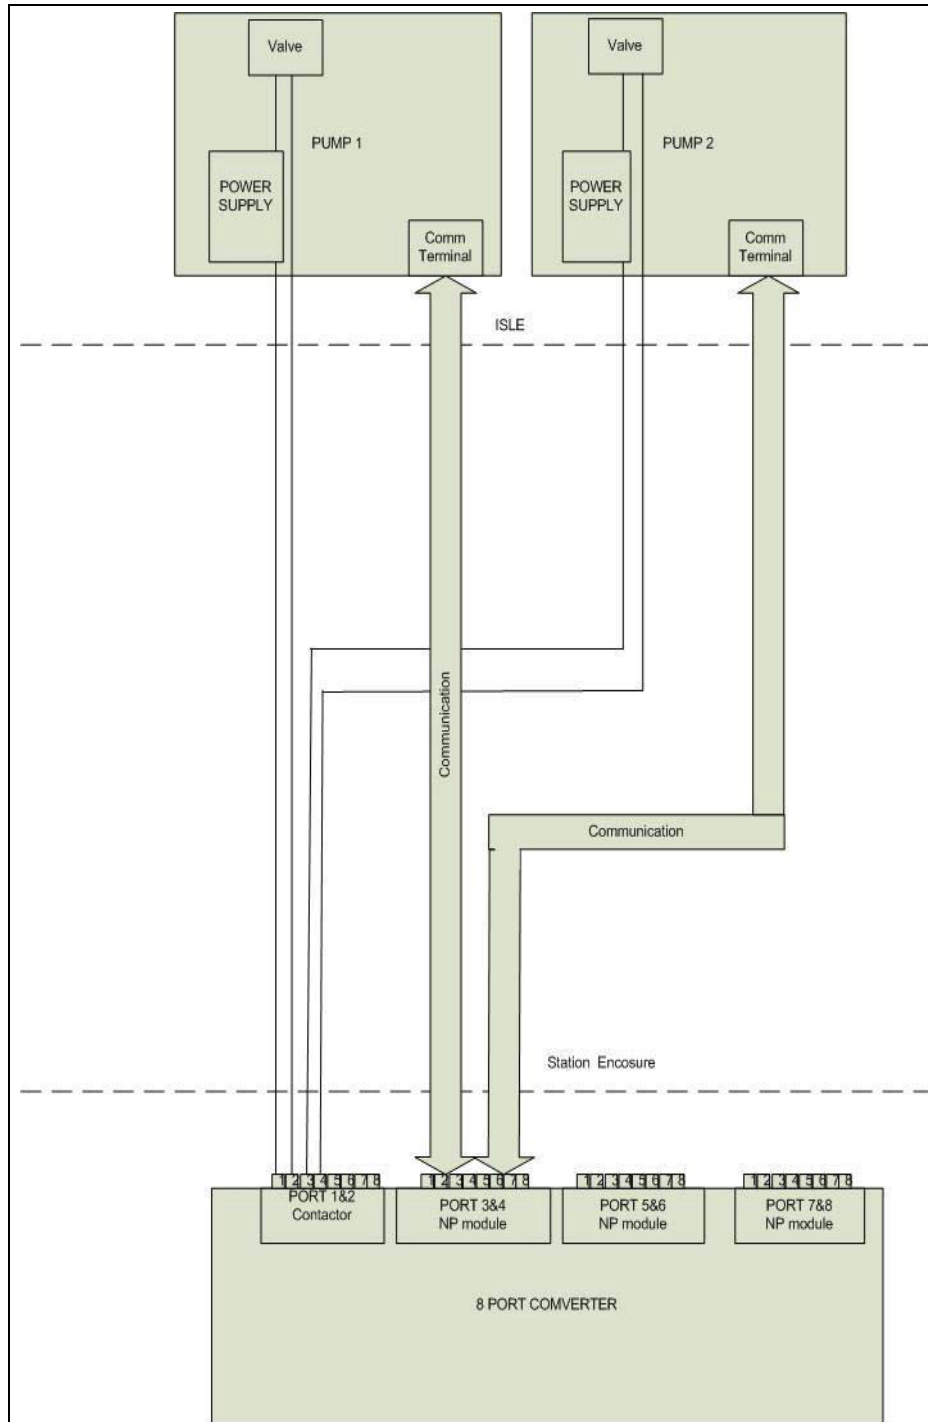 Valve
Valve
PUMP 1
PUMP 2
POWER
SUPPLY
POWER
SUPPLY
Comm
Terminal
Comm
Terminal
ISLE
Communication
Communication
Station Encosure
1 2 3 4 5 6 7 8
1 2 3 4 5 6 7 8
1 2 3 4 5 6 7 8
1 2 3 4 5 6 7 8
PORT 1&2
Contactor
PORT 3&4
NP module
PORT 5&6
NP module
PORT 7&8
NP module
8 PORT COMVERTER